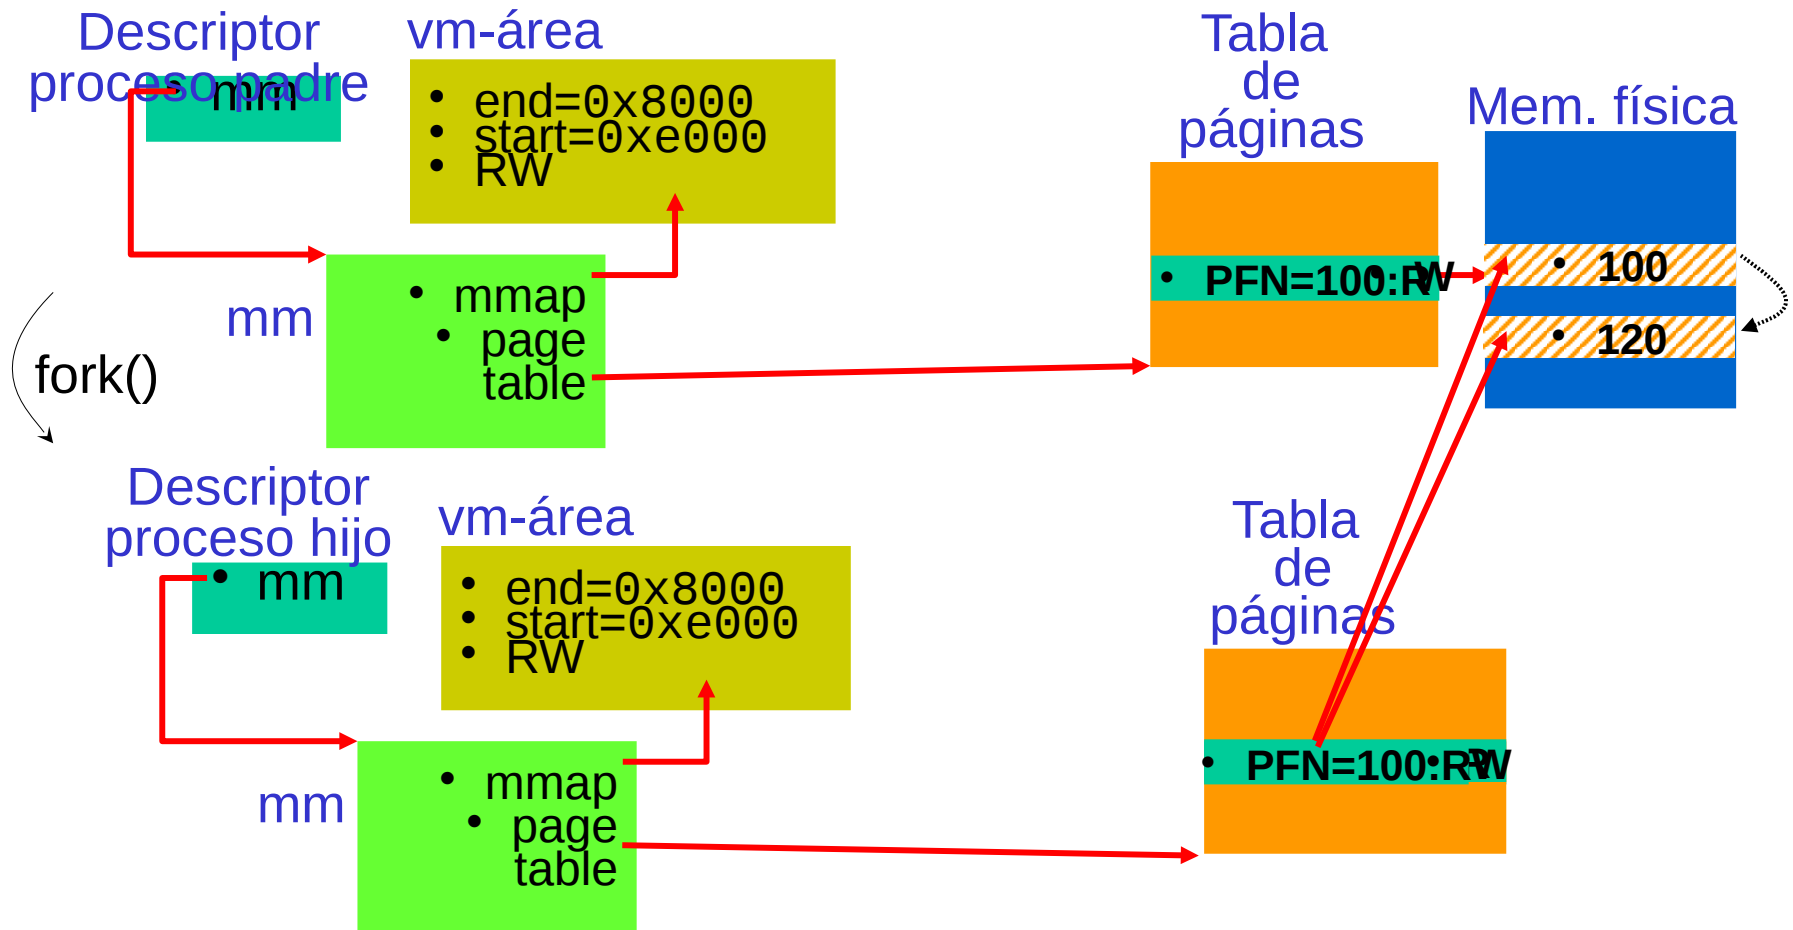 Descriptor
proceso padre
• mm
vm-área
• end=0x8000
• start=0xe000
• RW
Tabla
de
páginas
Mem. física
• PFN=100:R
W
• 100
• 120
mm
• mmap
• page
table
fork()
Descriptor
proceso hijo
• mm
vm-área
• end=0x8000
• start=0xe000
• RW
Tabla
de
páginas
• PFN=100:R
• W
mm
• mmap
• page
table